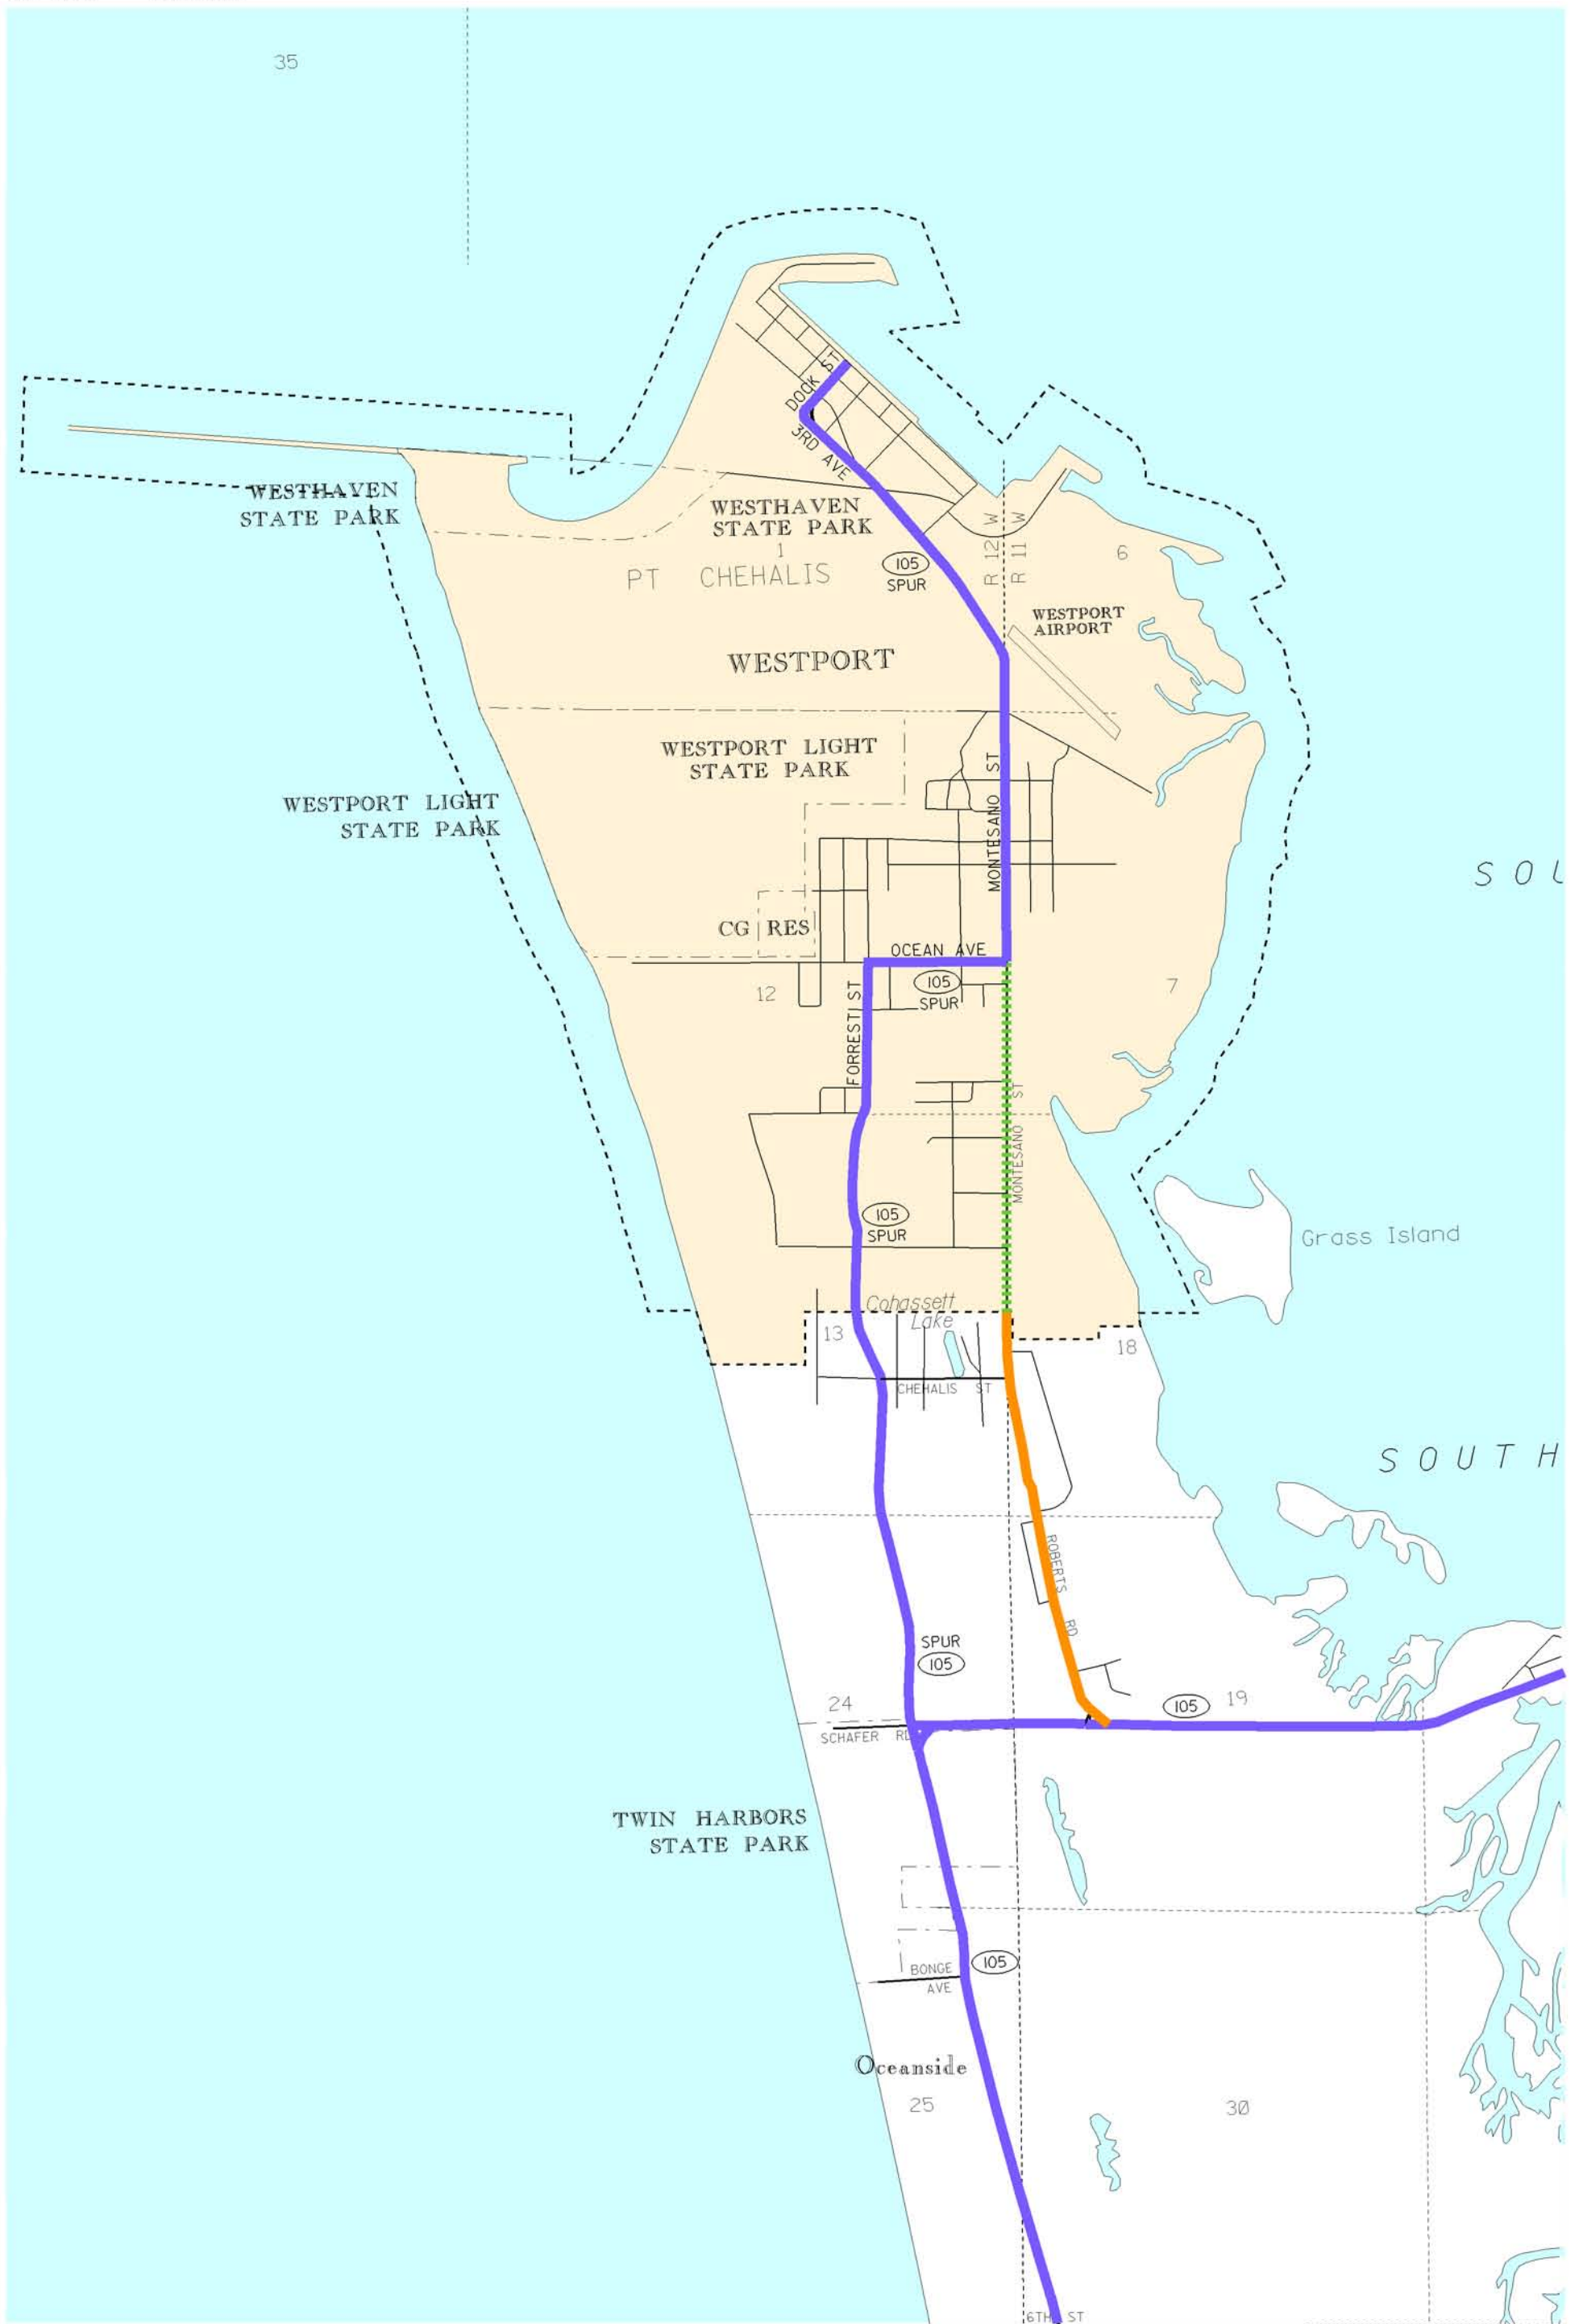 35
DOCK ST
3RD AVE
WESTHAVEN
STATE PARK
WESTHAVEN
STATE PARK
1
PT CHEHALIS
105
SPUR
R 12 W
R 11 W
6
WESTPORT
AIRPORT
WESTPORT
WESTPORT LIGHT
STATE PARK
MONTESANO ST
WESTPORT LIGHT
STATE PARK
SOU
CG RES
OCEAN AVE
105
SPUR
12
7
FORREST ST
MONTESANO ST
105
SPUR
Grass Island
Cohassett
Lake
13
18
CHEHALIS ST
SOUTH
ROBERTS RD
SPUR
105
24
105
19
SCHAFER RD
TWIN HARBORS
STATE PARK
105
BONGE
AVE
Oceanside
25
30
6TH ST